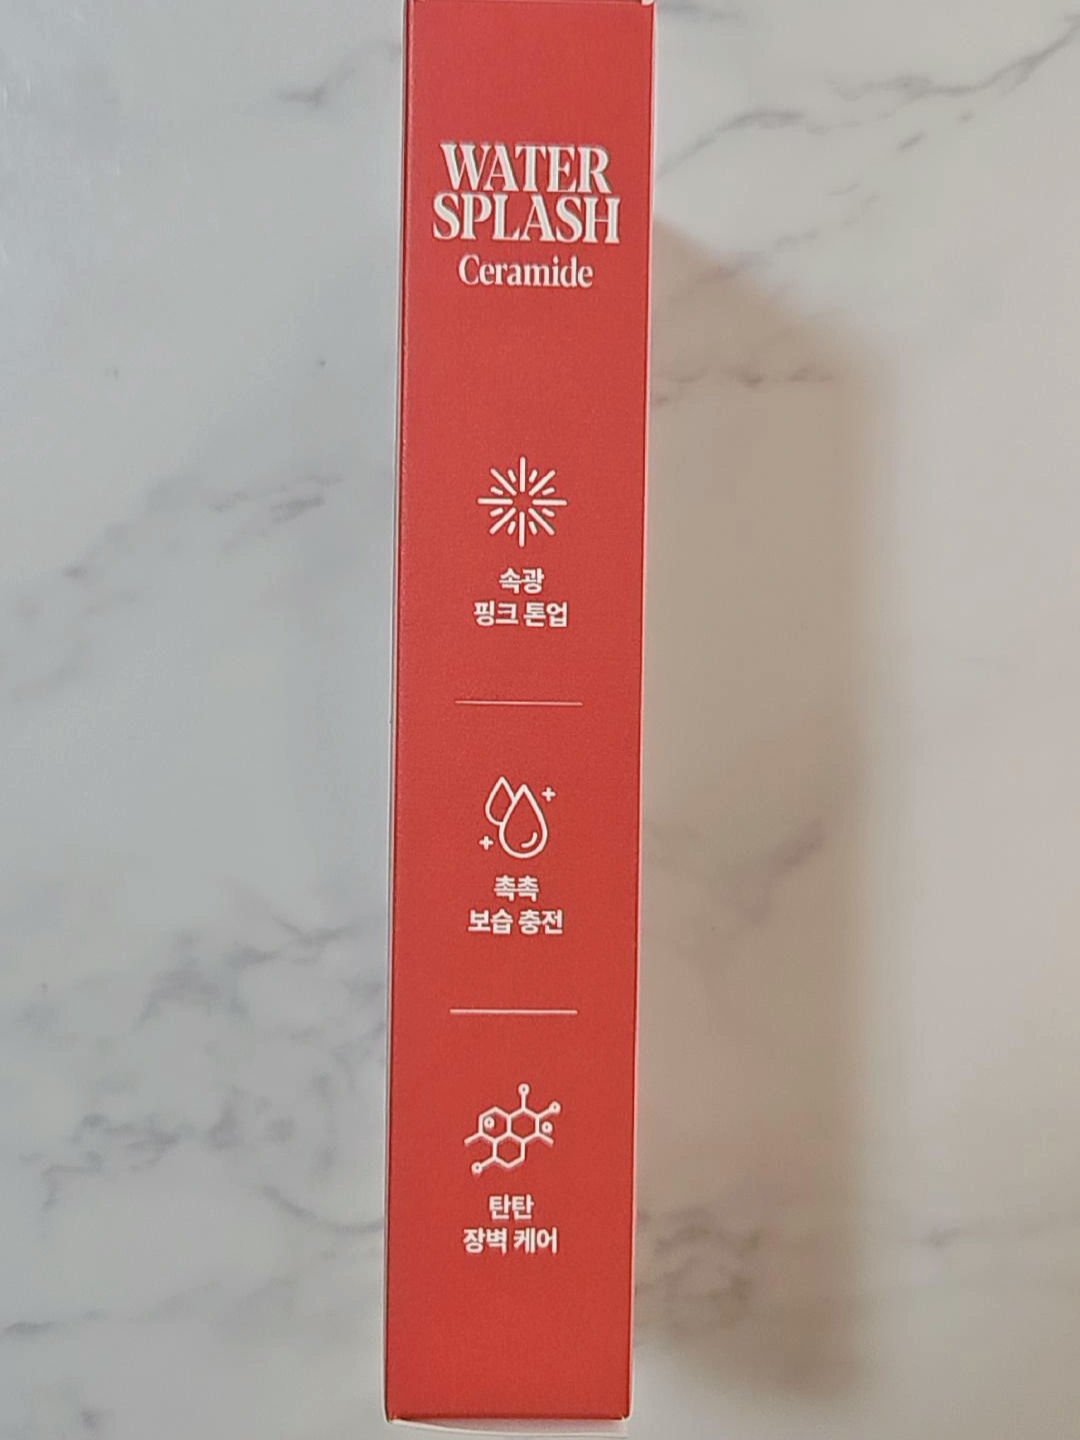 WATER
SPLASH
Ceramide
속광
핑크 톤업
촉촉
보습 충전
탄탄
장벽 케어